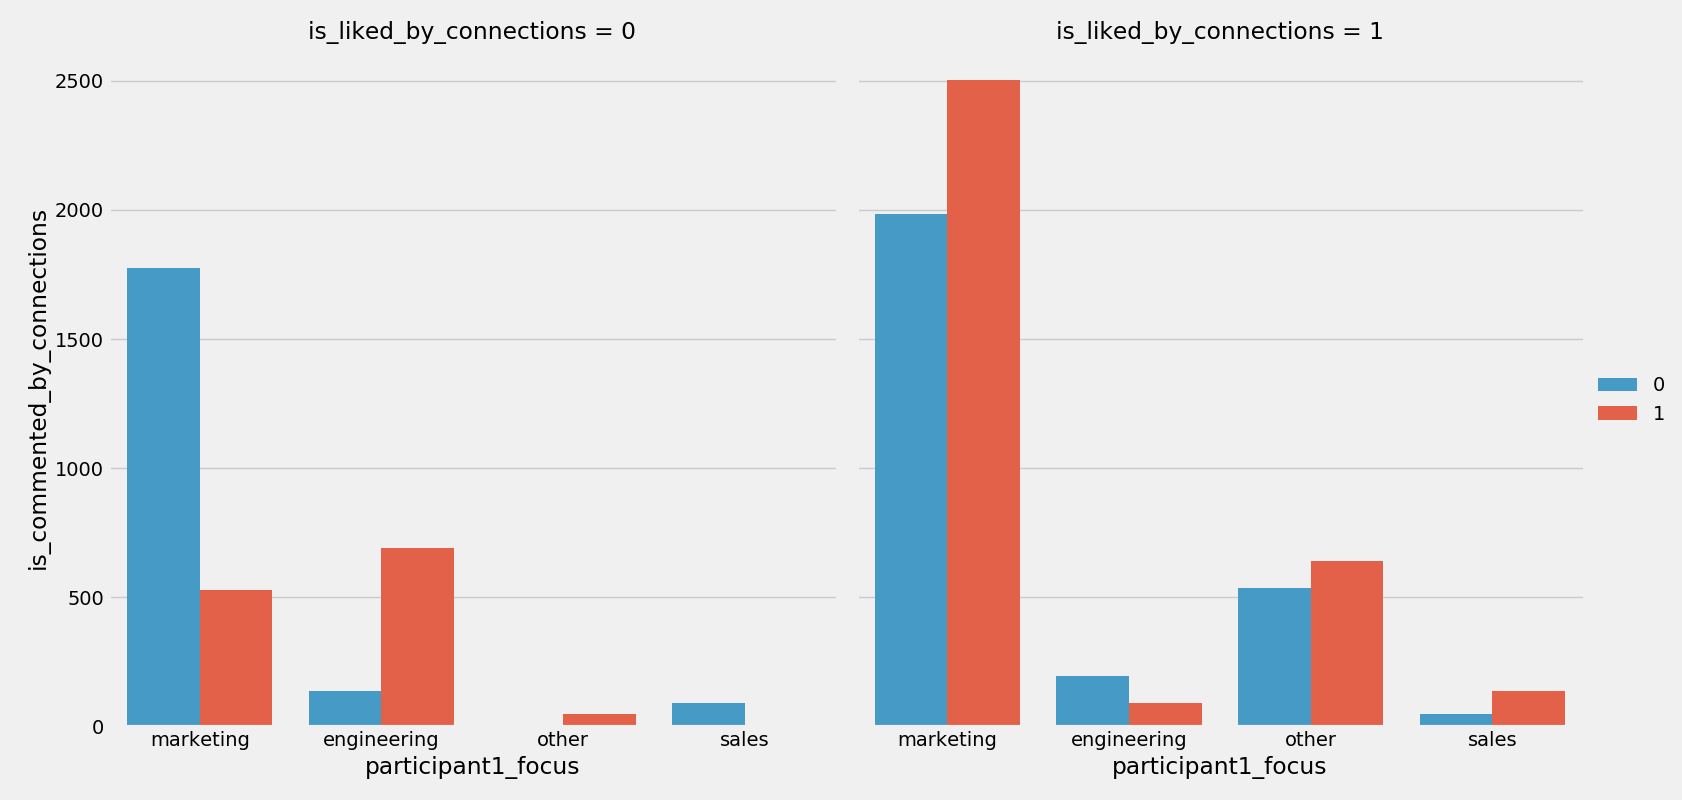 is_liked_by_connections = 0
is_liked_by_connections = 1
is_commented_by_connections
2500
2000
1500
1000
500
0
marketing engineering other sales
marketing engineering other sales
participant1_focus
participant1_focus
0
1